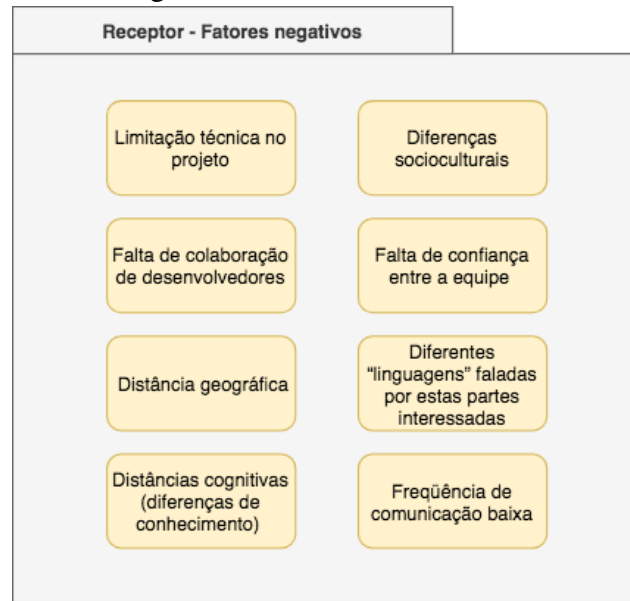 Receptor - Fatores negativos
Limitação técnica no
projeto
Diferenças
socioculturais
Falta de colaboração
de desenvolvedores
Falta de confiança
entre a equipe
Distância geográfica
Diferentes
“linguagens” faladas
por estas partes
interessadas
Distâncias cognitivas
(diferenças de
conhecimento)
Freqüência de
comunicação baixa